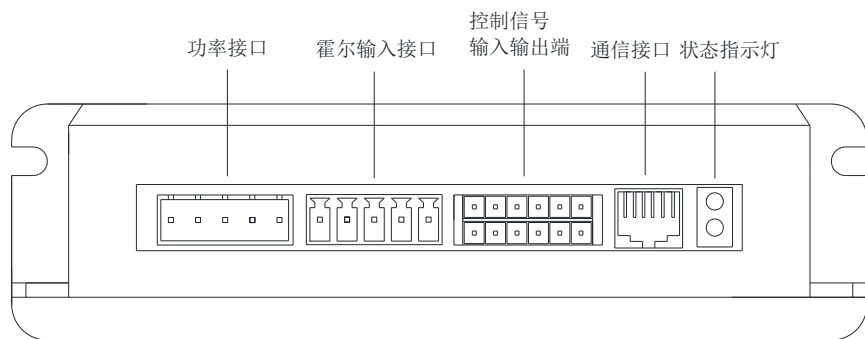 功率接口
霍尔输入接口
控制信号
输入输出端
通信接口
状态指示灯